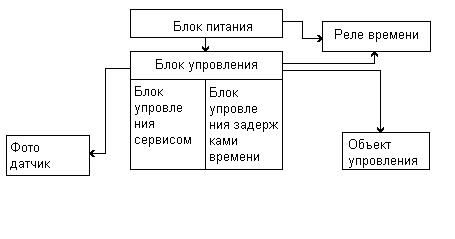 Блок питания
Реле времени
Блок упровления
Блок
упровле
ния
сервисом
Блок
упровле
ния задерж
ками
времени
Фото
датчик
Объект
упровления